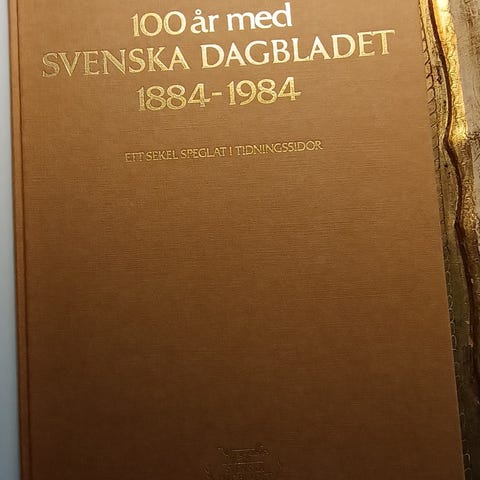 100 år med
SVENSKA DAGBLADET
1884-1984
ETT SEKEL SPEGLAT I TIDNINGSSIDOR